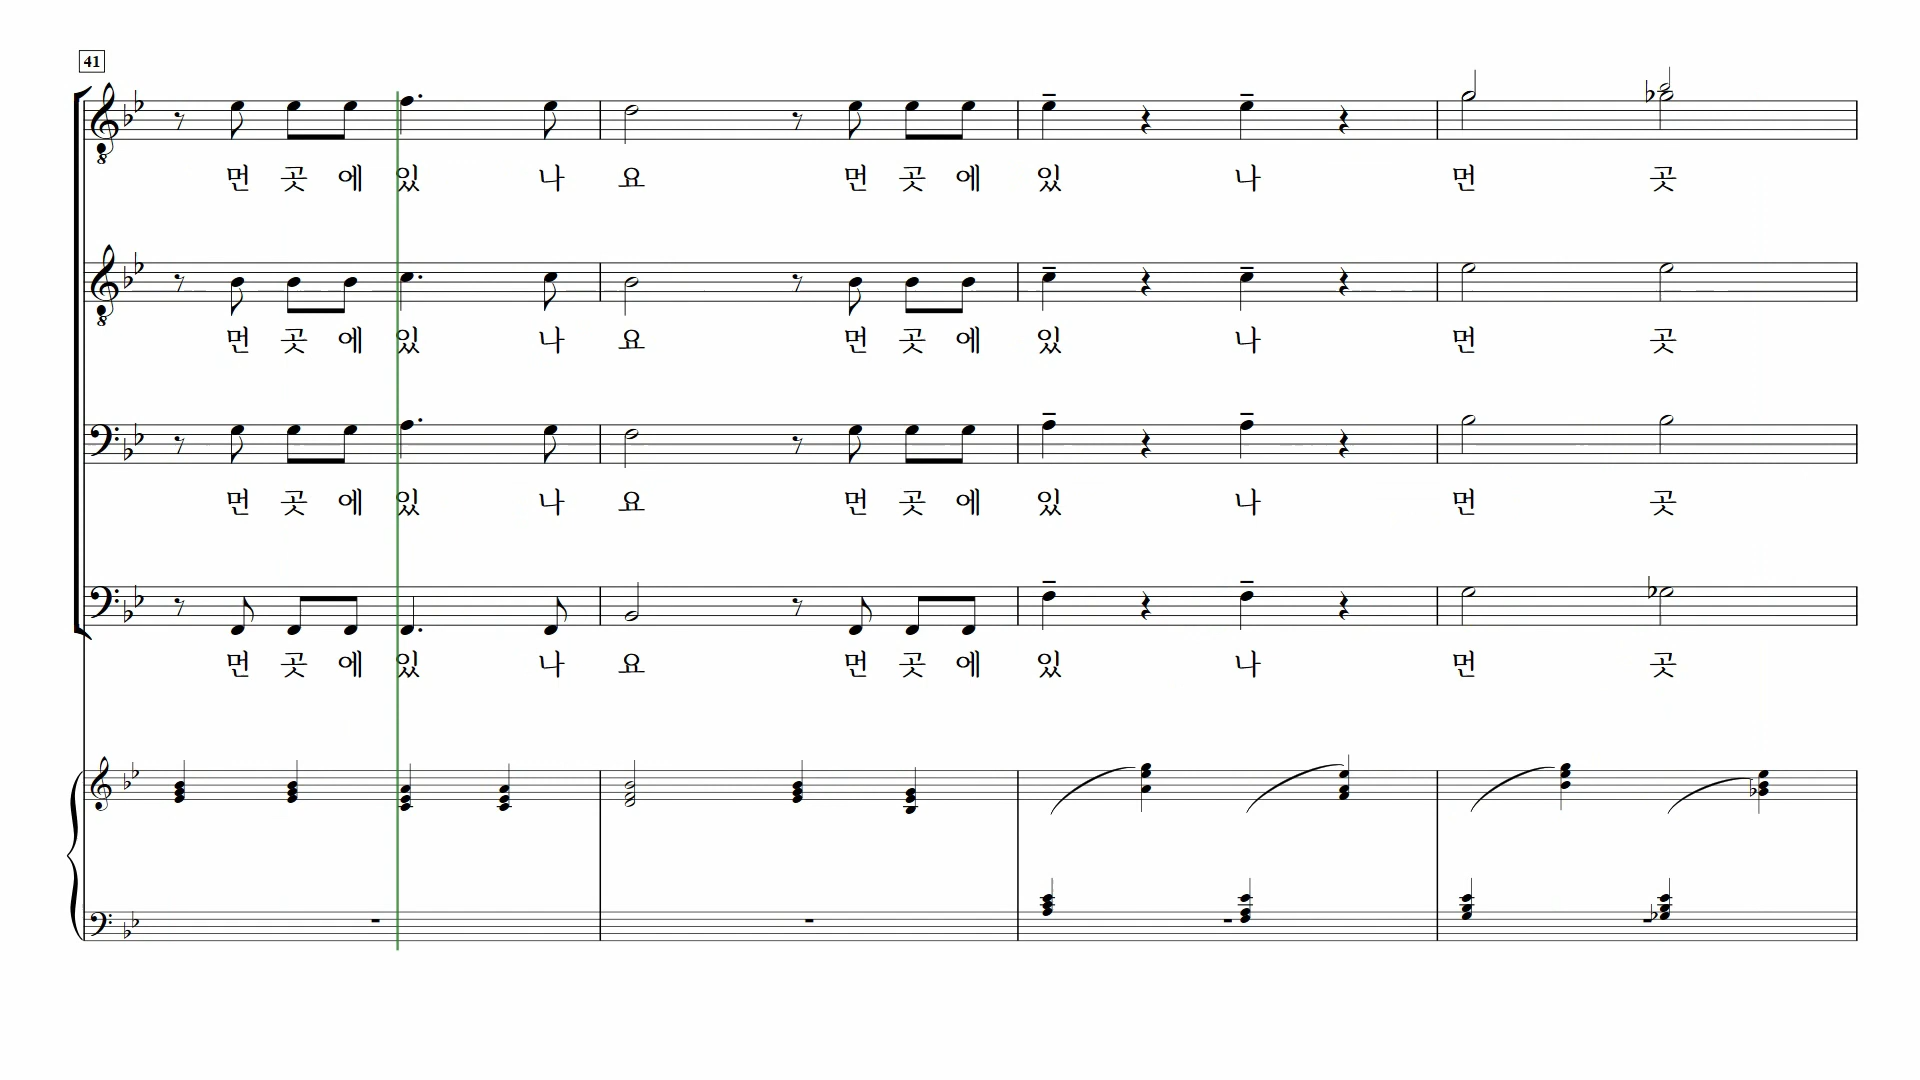 41
먼 곳 에 있 나 요 먼 곳 에 있 나 먼 곳
먼 곳 에 있 나 요 먼 곳 에 있 나 먼 곳
먼 곳 에 있 나 요 먼 곳 에 있 나 먼 곳
먼 곳 에 있 나 요 먼 곳 에 있 나 먼 곳